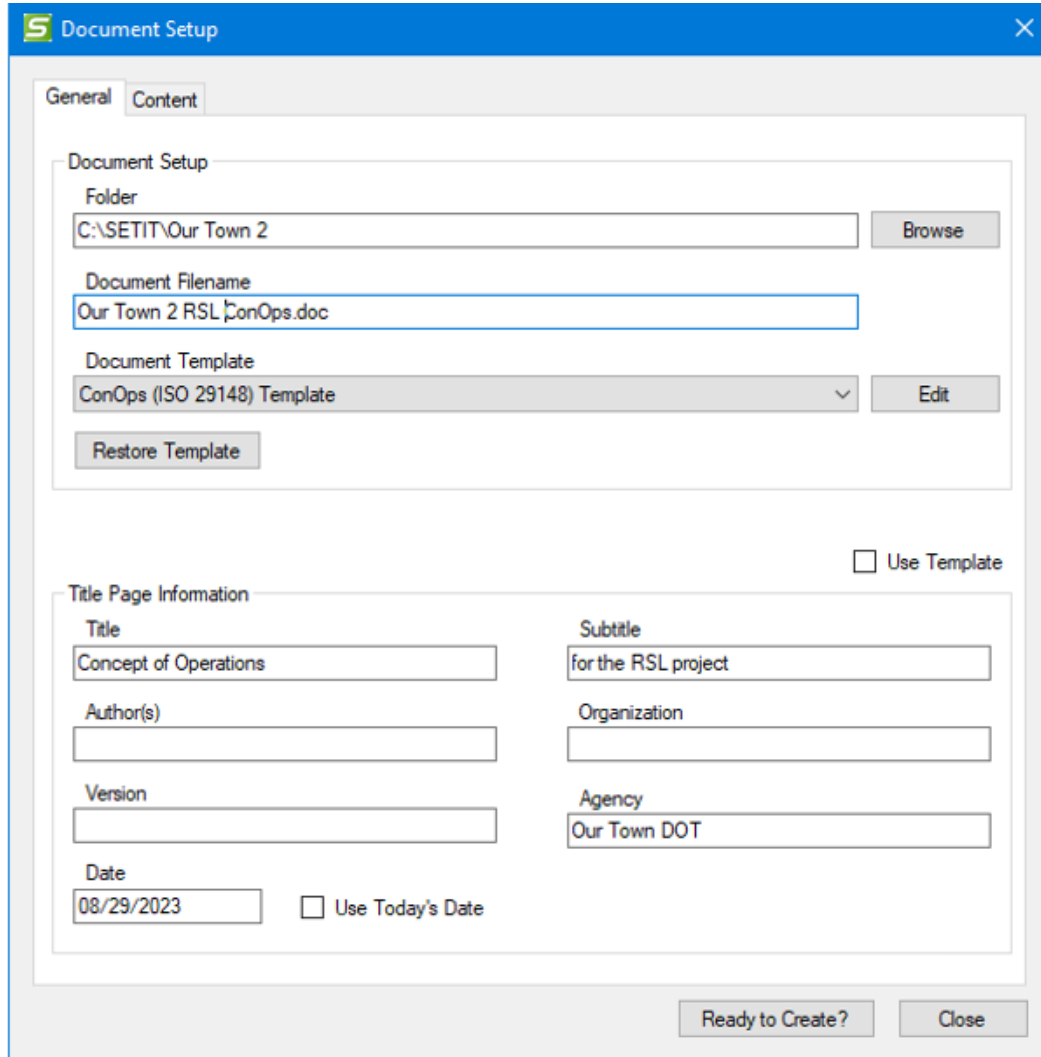 Document Setup
General Content
Document Setup
Folder
C:\SETIT\Our Town 2
Browse
Document Filename
Our Town 2 RSL ConOps.doc
Document Template
ConOps (ISO 29148) Template
Edit
Restore Template
Use Template
Title Page Information
Title Subtitle
Concept of Operations for the RSL project
Author(s) Organization
Version Agency
Our Town DOT
Date
08/29/2023 Use Today's Date
Ready to Create? Close